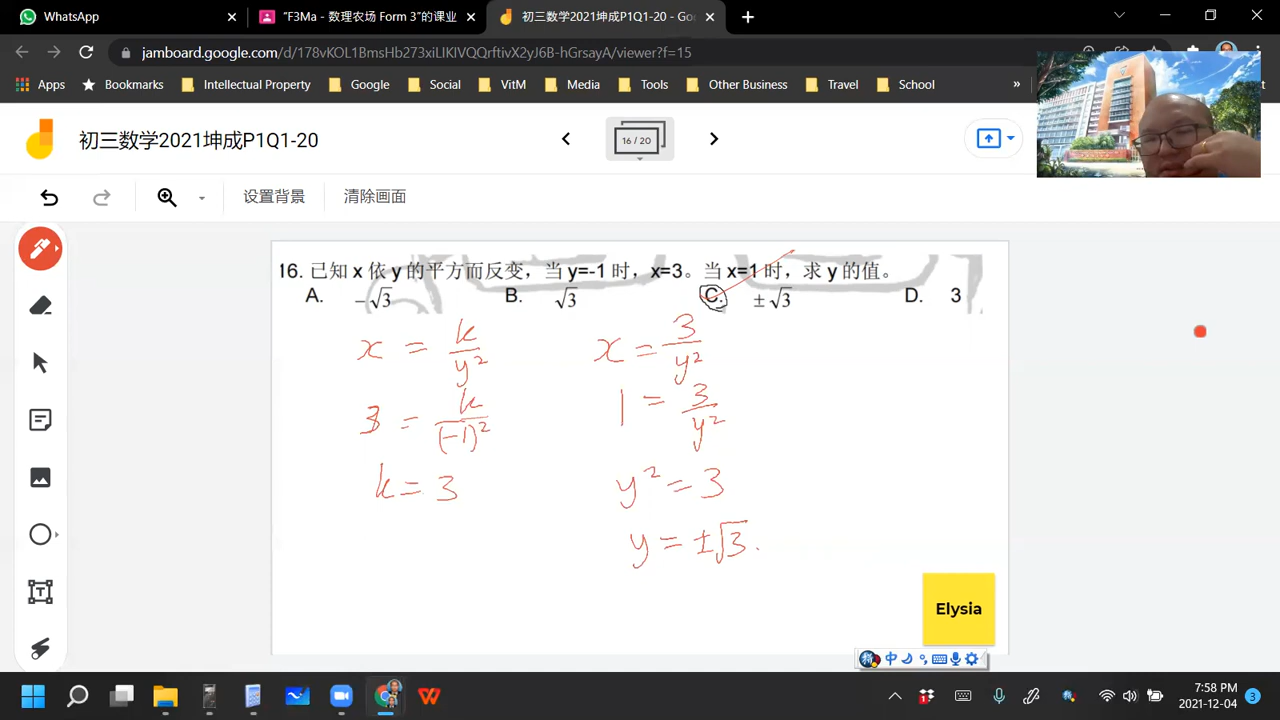 WhatsApp
"F3Ma - 数理农场 Form 3"的课业
初三数学2021坤成P1Q1-20 - Go
jamboard.google.com/d/178vKOL1BmsHb273xiLIKIVOQrftivX2yJ6B-hGrsayA/viewer?f=15
Apps
Bookmarks
Intellectual Property
Google
Social
VitM
Media
Tools
Other Business
Travel
School
»
初三数学2021坤成P1Q1-20
16 / 20
设置背景
清除画面
16. 已知 x 依 y 的平方而反变，当 y=-1 时，x=3。当 x=1 时，求 y 的值。
A. −√3 B. √3 C. ±√3 D. 3
x = k/y²
3 = k/(-1)²
k = 3
x = 3/y²
1 = 3/y²
y² = 3
y = ±√3.
Elysia
中
7:58 PM
2021-12-04
3